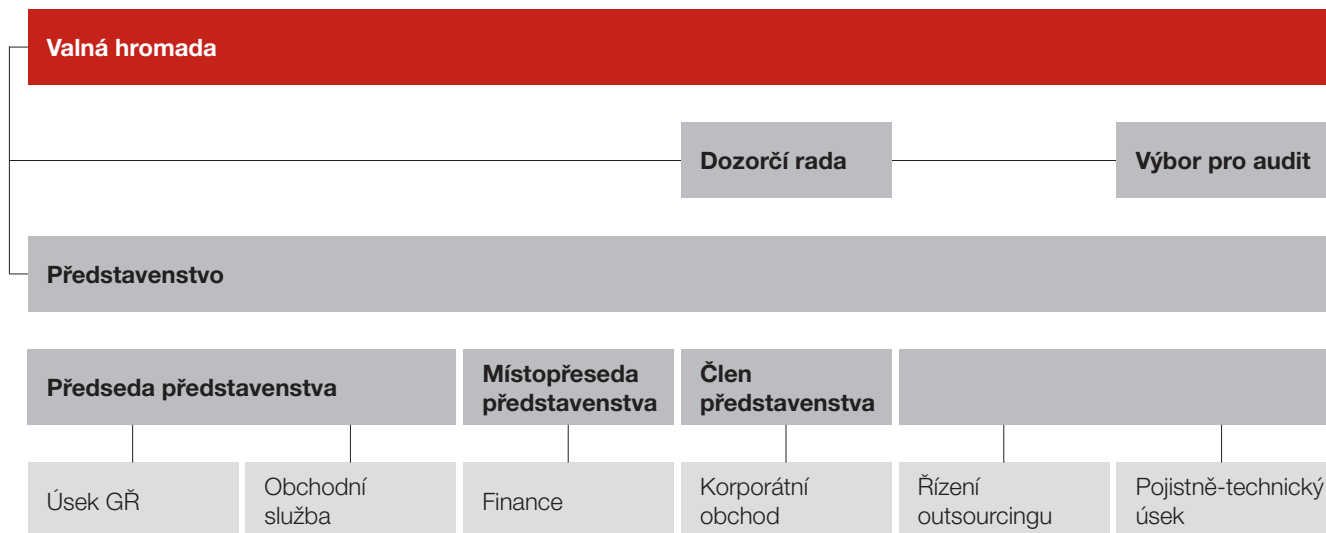 Valná hromada
Dozorčí rada
Výbor pro audit
Představenstvo
Předseda představenstva
Místopřeseda
představenstva
Člen
představenstva
Úsek GŘ
Obchodní
služba
Finance
Korporátní
obchod
Řízení
outsourcingu
Pojistně-technický
úsek